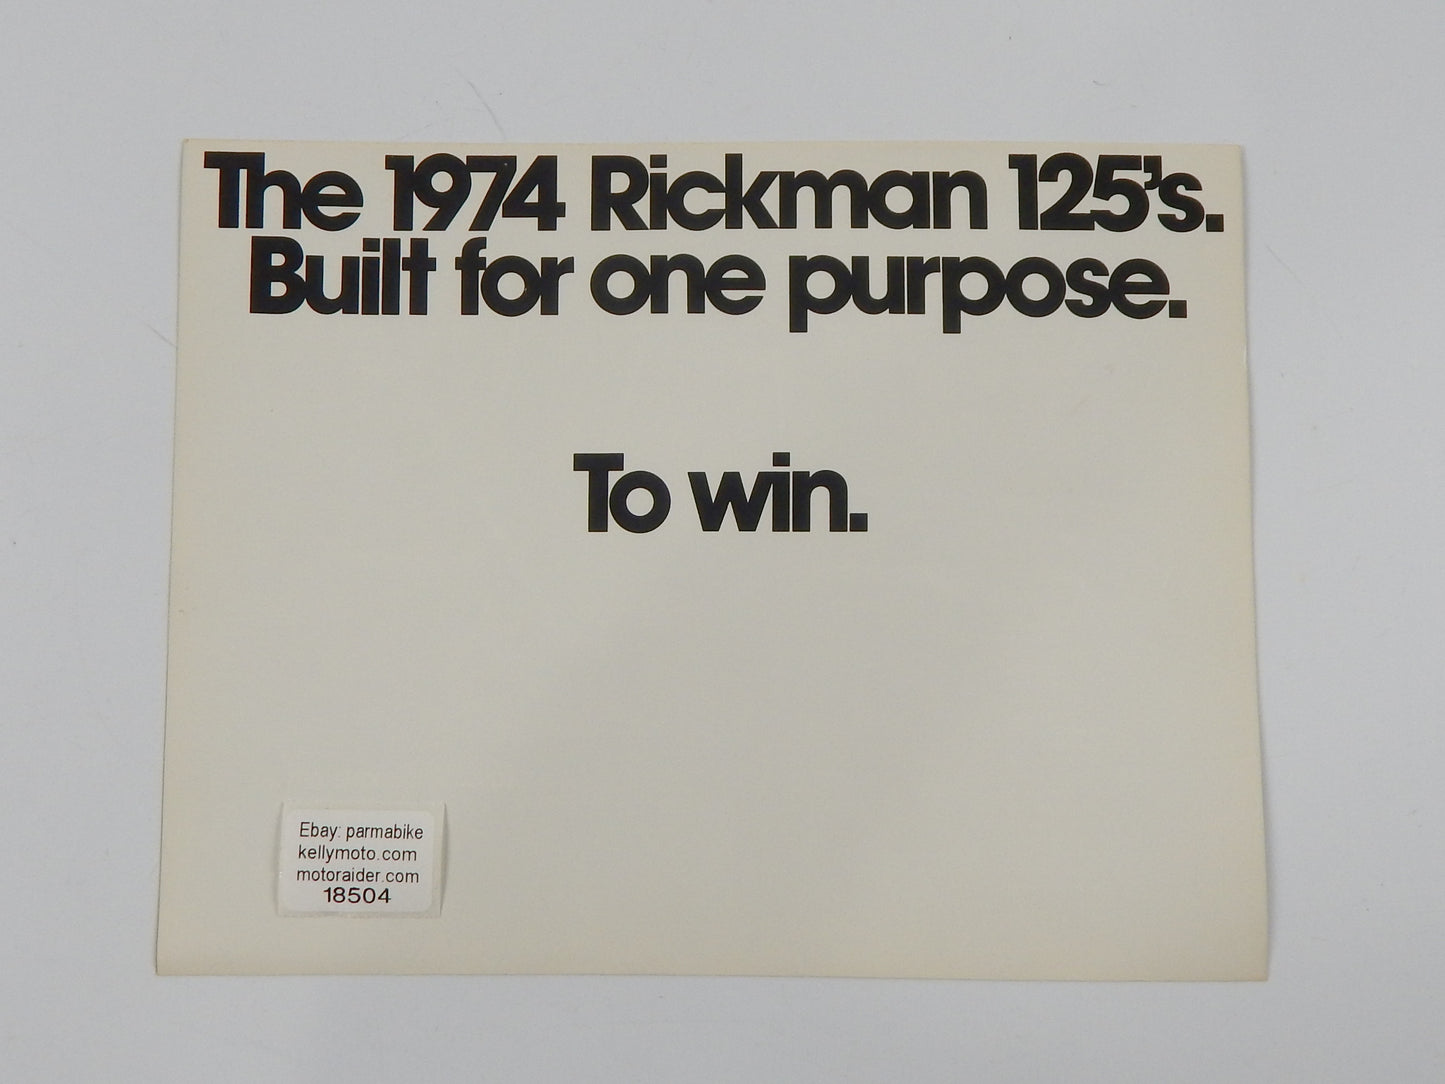 The 1974 Rickman 125's.
Built for one purpose.
To win.
Ebay: parmabike
kellymoto.com
motoraider.com
18504